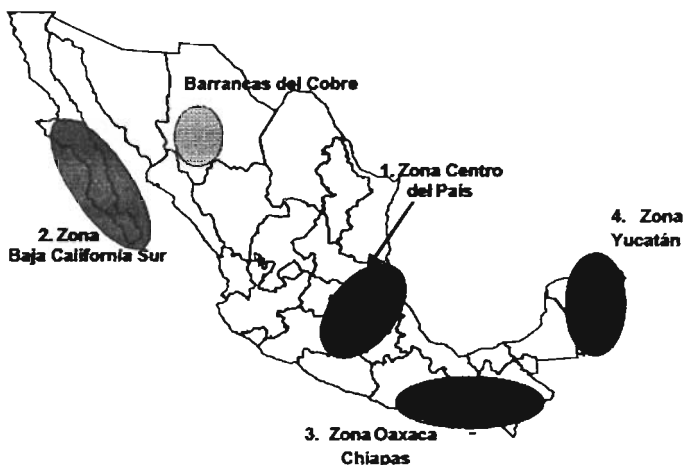 Barrancas del Cobre
1. Zona Centro
del País
4. Zona
Yucatán
2. Zona
Baja California Sur
3. Zona Oaxaca
Chiapas